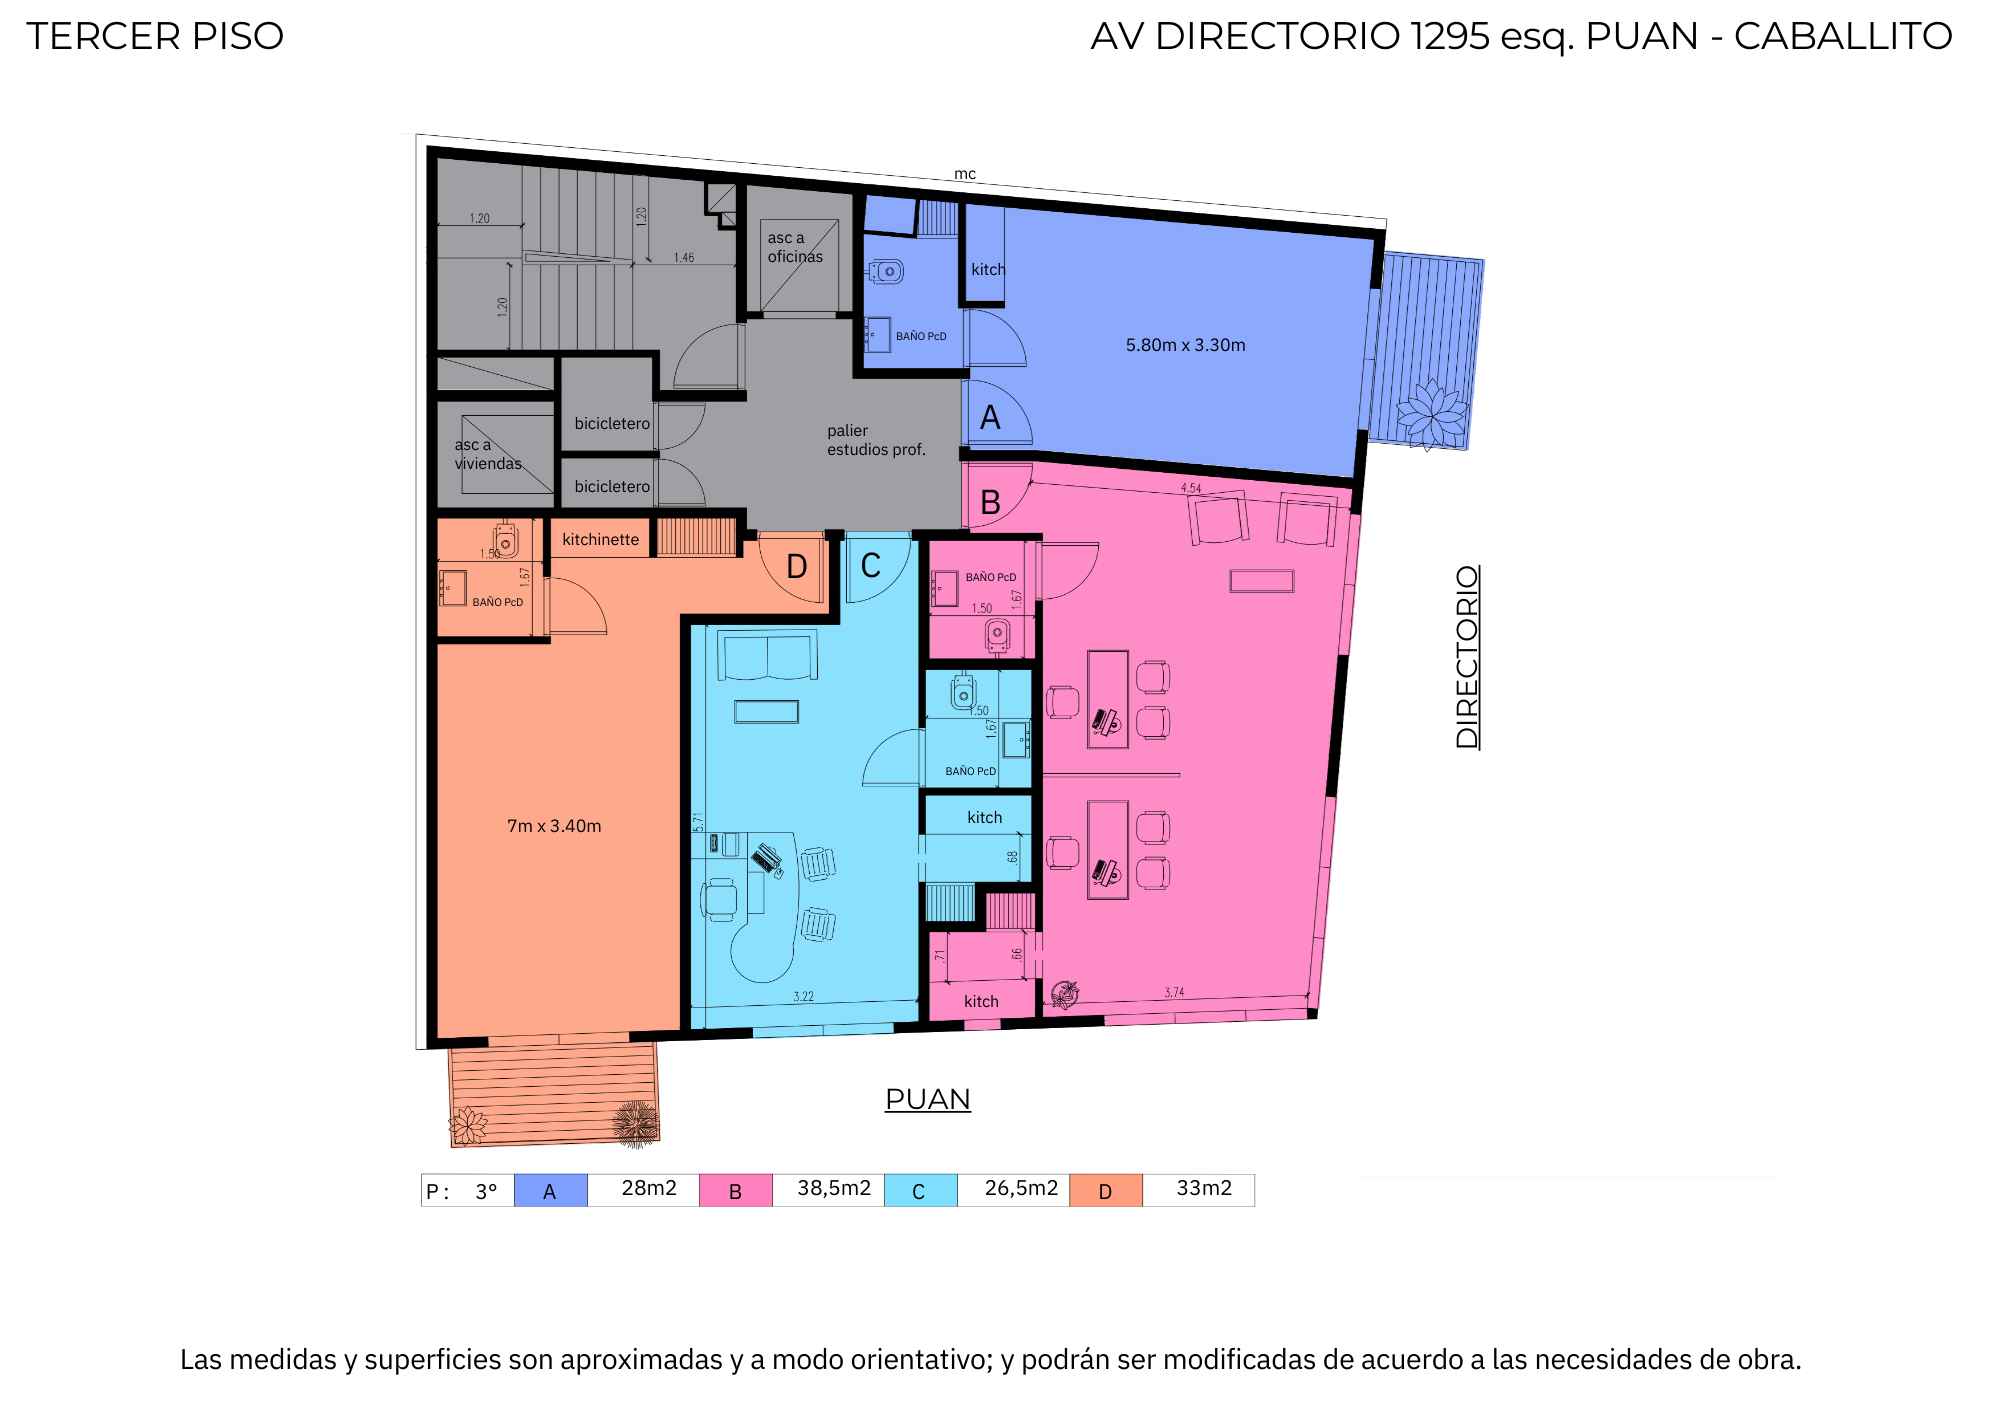 TERCER PISO
AV DIRECTORIO 1295 esq. PUAN - CABALLITO
mc
1.20
1.20
1.46
1.20
asc a
oficinas
kitch
BAÑO PcD
5.80m x 3.30m
A
bicicletero
asc a
viviendas
bicicletero
palier
estudios prof.
B
4.54
kitchinette
1.50
1.67
BAÑO PcD
D
C
BAÑO PcD
1.50
1.67
DIRECTORIO
1.50
1.67
BAÑO PcD
7m x 3.40m
5.71
kitch
.68
.71
.66
kitch
3.22
3.74
PUAN
P: 3° A 28m2 B 38,5m2 C 26,5m2 D 33m2
Las medidas y superficies son aproximadas y a modo orientativo; y podrán ser modificadas de acuerdo a las necesidades de obra.